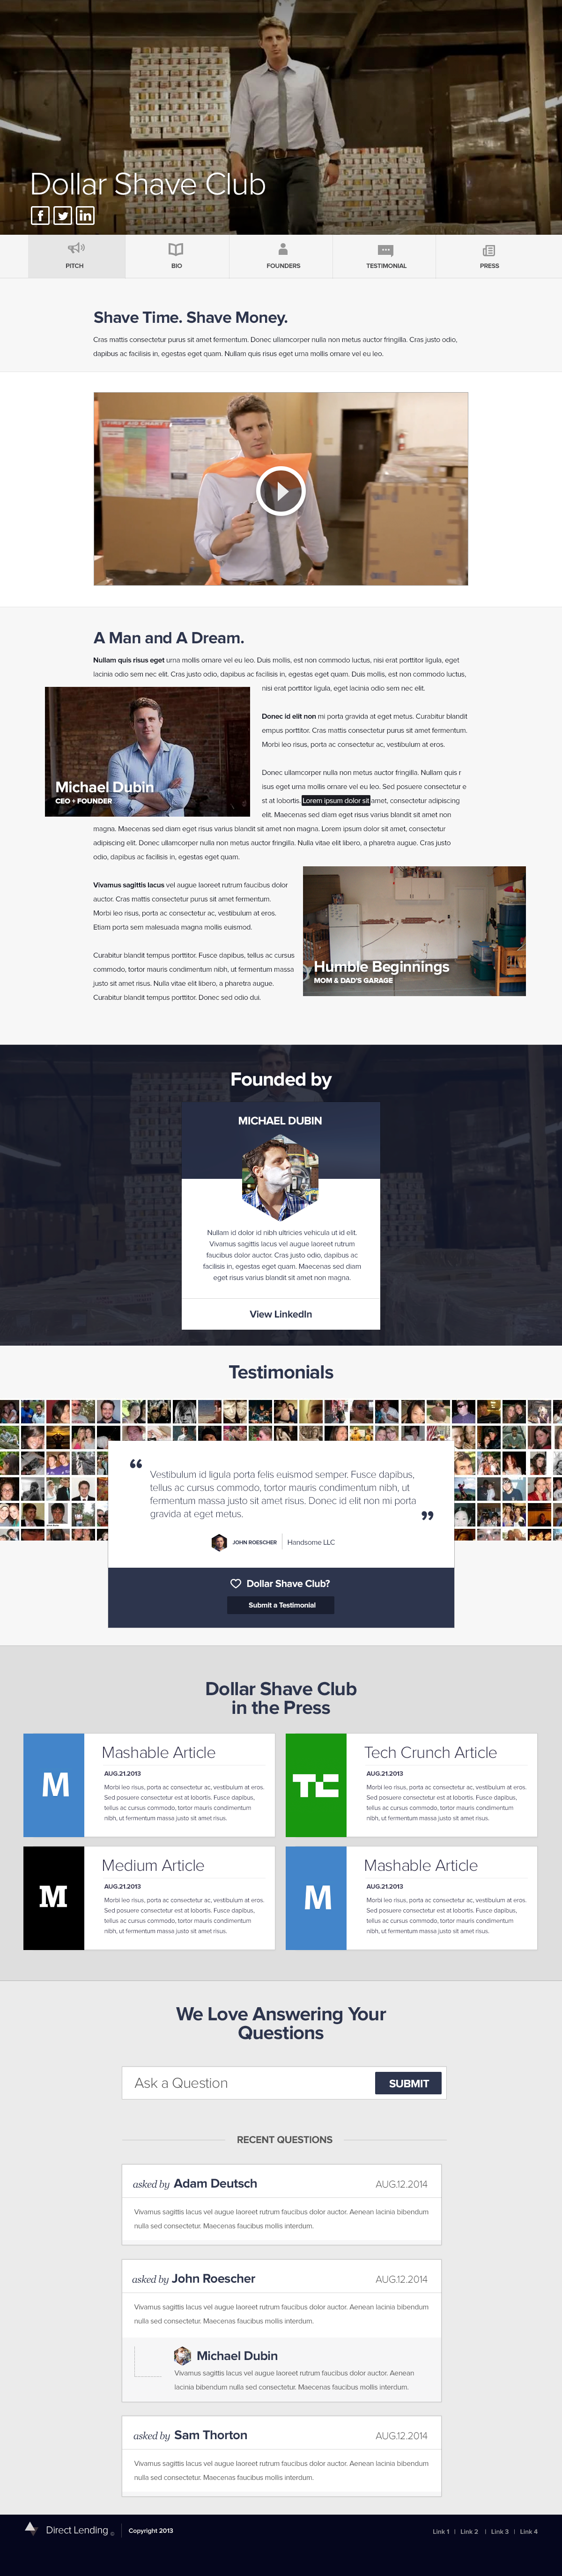 Dollar Shave Club
f
in
PITCH
BIO
FOUNDERS
TESTIMONIAL
PRESS
Shave Time. Shave Money.
Cras mattis consectetur purus sit amet fermentum. Donec ullamcorper nulla non metus auctor fringilla. Cras justo odio,
dapibus ac facilisis in, egestas eget quam. Nullam quis risus eget urna mollis ornare vel eu leo.
FIRST AID CHART
A Man and A Dream.
Nullam quis risus eget urna mollis ornare vel eu leo. Duis mollis, est non commodo luctus, nisi erat porttitor ligula, eget
lacinia odio sem nec elit. Cras justo odio, dapibus ac facilisis in, egestas eget quam. Duis mollis, est non commodo luctus,
nisi erat porttitor ligula, eget lacinia odio sem nec elit.
Donec id elit non mi porta gravida at eget metus. Curabitur blandit
empus porttitor. Cras mattis consectetur purus sit amet fermentum.
Morbi leo risus, porta ac consectetur ac, vestibulum at eros.
Michael Dubin
CEO + FOUNDER
Donec ullamcorper nulla non metus auctor fringilla. Nullam quis r
isus eget urna mollis ornare vel eu leo. Sed posuere consectetur e
st at lobortis. Lorem ipsum dolor sit amet, consectetur adipiscing
elit. Maecenas sed diam eget risus varius blandit sit amet non
magna. Maecenas sed diam eget risus varius blandit sit amet non magna. Lorem ipsum dolor sit amet, consectetur
adipiscing elit. Donec ullamcorper nulla non metus auctor fringilla. Nulla vitae elit libero, a pharetra augue. Cras justo
odio, dapibus ac facilisis in, egestas eget quam.
Vivamus sagittis lacus vel augue laoreet rutrum faucibus dolor
auctor. Cras mattis consectetur purus sit amet fermentum.
Morbi leo risus, porta ac consectetur ac, vestibulum at eros.
Etiam porta sem malesuada magna mollis euismod.
Curabitur blandit tempus porttitor. Fusce dapibus, tellus ac cursus
commodo, tortor mauris condimentum nibh, ut fermentum massa
justo sit amet risus. Nulla vitae elit libero, a pharetra augue.
Curabitur blandit tempus porttitor. Donec sed odio dui.
Humble Beginnings
MOM & DAD'S GARAGE
Founded by
MICHAEL DUBIN
Nullam id dolor id nibh ultricies vehicula ut id elit.
Vivamus sagittis lacus vel augue laoreet rutrum
faucibus dolor auctor. Cras justo odio, dapibus ac
facilisis in, egestas eget quam. Maecenas sed diam
eget risus varius blandit sit amet non magna.
View LinkedIn
Testimonials
“
Vestibulum id ligula porta felis euismod semper. Fusce dapibus,
tellus ac cursus commodo, tortor mauris condimentum nibh, ut
fermentum massa justo sit amet risus. Donec id elit non mi porta
gravida at eget metus.
”
JOHN ROESCHER
Handsome LLC
Dollar Shave Club?
Submit a Testimonial
Dollar Shave Club
in the Press
M
Mashable Article
AUG.21.2013
Morbi leo risus, porta ac consectetur ac, vestibulum at eros.
Sed posuere consectetur est at lobortis. Fusce dapibus,
tellus ac cursus commodo, tortor mauris condimentum
nibh, ut fermentum massa justo sit amet risus.
TC
Tech Crunch Article
AUG.21.2013
Morbi leo risus, porta ac consectetur ac, vestibulum at eros.
Sed posuere consectetur est at lobortis. Fusce dapibus,
tellus ac cursus commodo, tortor mauris condimentum
nibh, ut fermentum massa justo sit amet risus.
M
Medium Article
AUG.21.2013
Morbi leo risus, porta ac consectetur ac, vestibulum at eros.
Sed posuere consectetur est at lobortis. Fusce dapibus,
tellus ac cursus commodo, tortor mauris condimentum
nibh, ut fermentum massa justo sit amet risus.
M
Mashable Article
AUG.21.2013
Morbi leo risus, porta ac consectetur ac, vestibulum at eros.
Sed posuere consectetur est at lobortis. Fusce dapibus,
tellus ac cursus commodo, tortor mauris condimentum
nibh, ut fermentum massa justo sit amet risus.
We Love Answering Your
Questions
Ask a Question
SUBMIT
RECENT QUESTIONS
asked by Adam Deutsch
AUG.12.2014
Vivamus sagittis lacus vel augue laoreet rutrum faucibus dolor auctor. Aenean lacinia bibendum
nulla sed consectetur. Maecenas faucibus mollis interdum.
asked by John Roescher
AUG.12.2014
Vivamus sagittis lacus vel augue laoreet rutrum faucibus dolor auctor. Aenean lacinia bibendum
nulla sed consectetur. Maecenas faucibus mollis interdum.
Michael Dubin
Vivamus sagittis lacus vel augue laoreet rutrum faucibus dolor auctor. Aenean
lacinia bibendum nulla sed consectetur. Maecenas faucibus mollis interdum.
asked by Sam Thorton
AUG.12.2014
Vivamus sagittis lacus vel augue laoreet rutrum faucibus dolor auctor. Aenean lacinia bibendum
nulla sed consectetur. Maecenas faucibus mollis interdum.
Direct Lending ©
Copyright 2013
Link 1 | Link 2 | Link 3 | Link 4